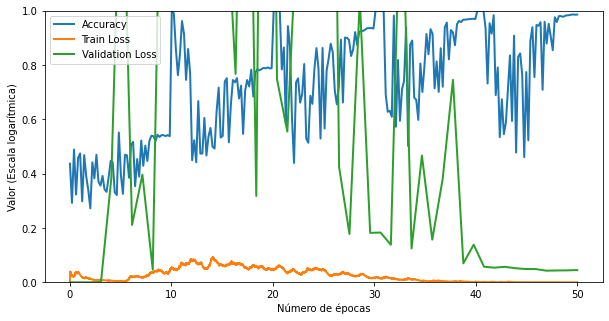 Accuracy
Train Loss
Validation Loss
Valor (Escala logarítmica)
1.0
0.8
0.6
0.4
0.2
0.0
0
10
20
30
40
50
Número de épocas